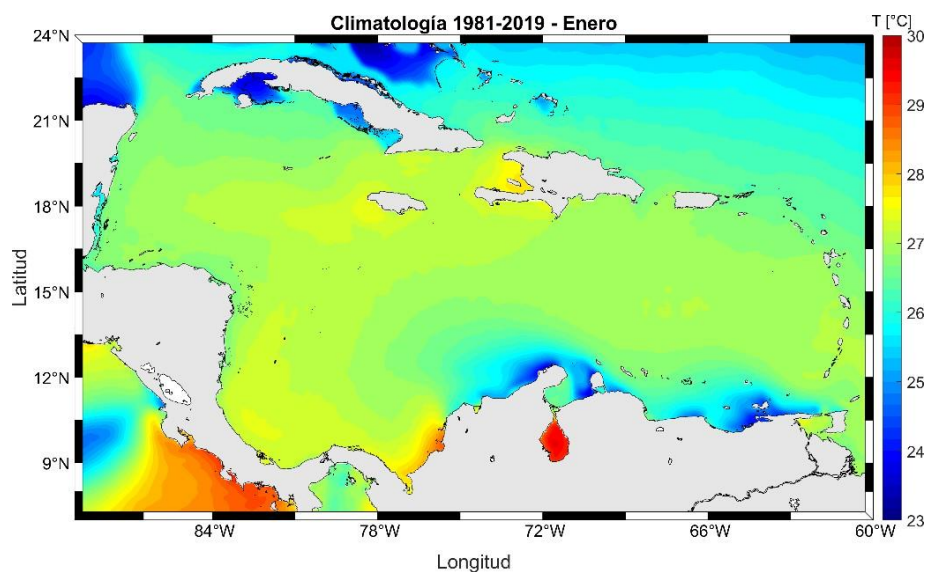 Climatología 1981-2019 - Enero
T [°C]
24°N
21°N
18°N
15°N
12°N
9°N
Latitud
84°W
78°W
72°W
66°W
60°W
Longitud
30
29
28
27
26
25
24
23